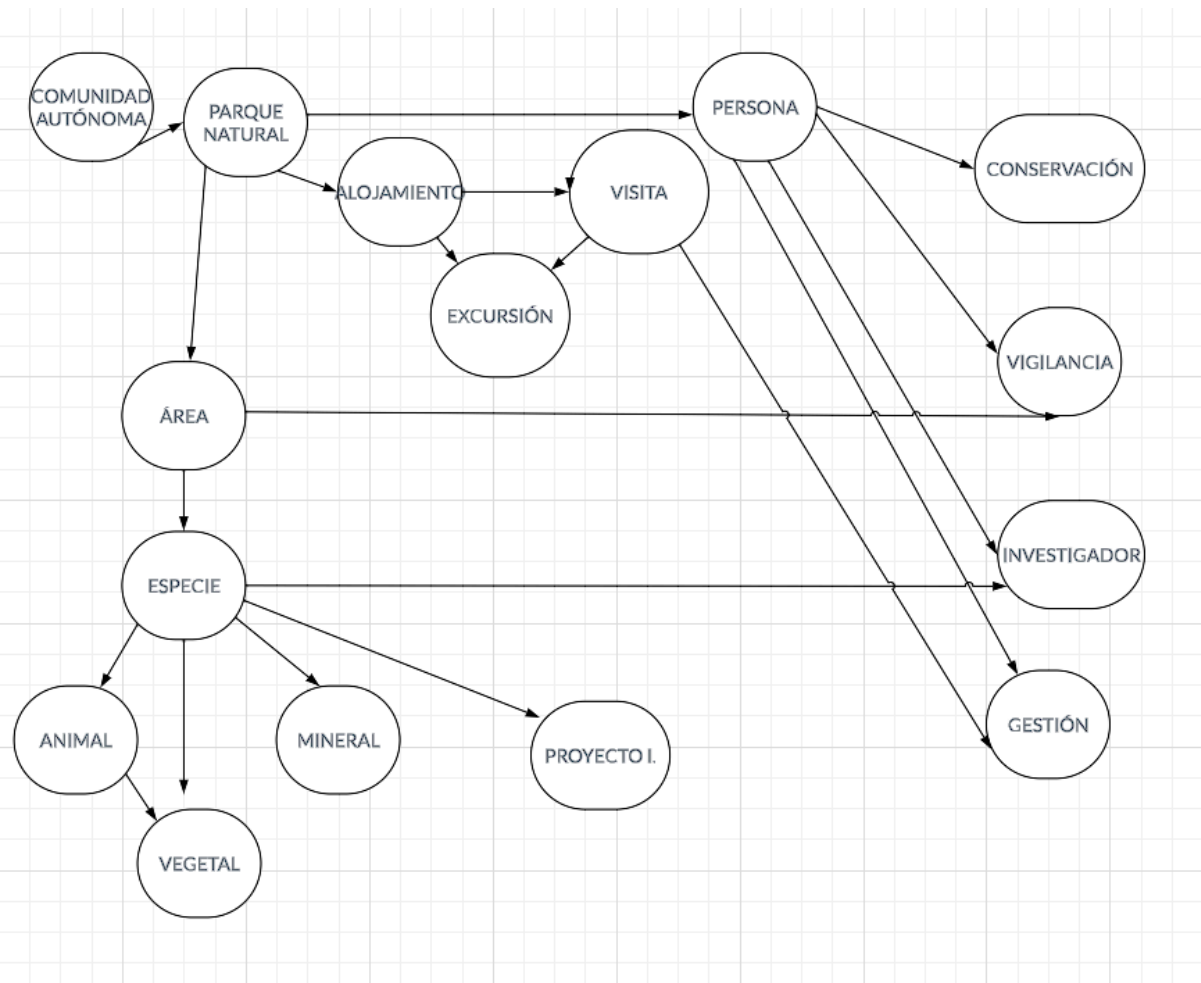 COMUNIDAD
AUTÓNOMA
PARQUE
NATURAL
PERSONA
ALOJAMIENTO
VISITA
CONSERVACIÓN
EXCURSIÓN
VIGILANCIA
ÁREA
ESPECIE
INVESTIGADOR
ANIMAL
MINERAL
PROYECTO I.
GESTIÓN
VEGETAL